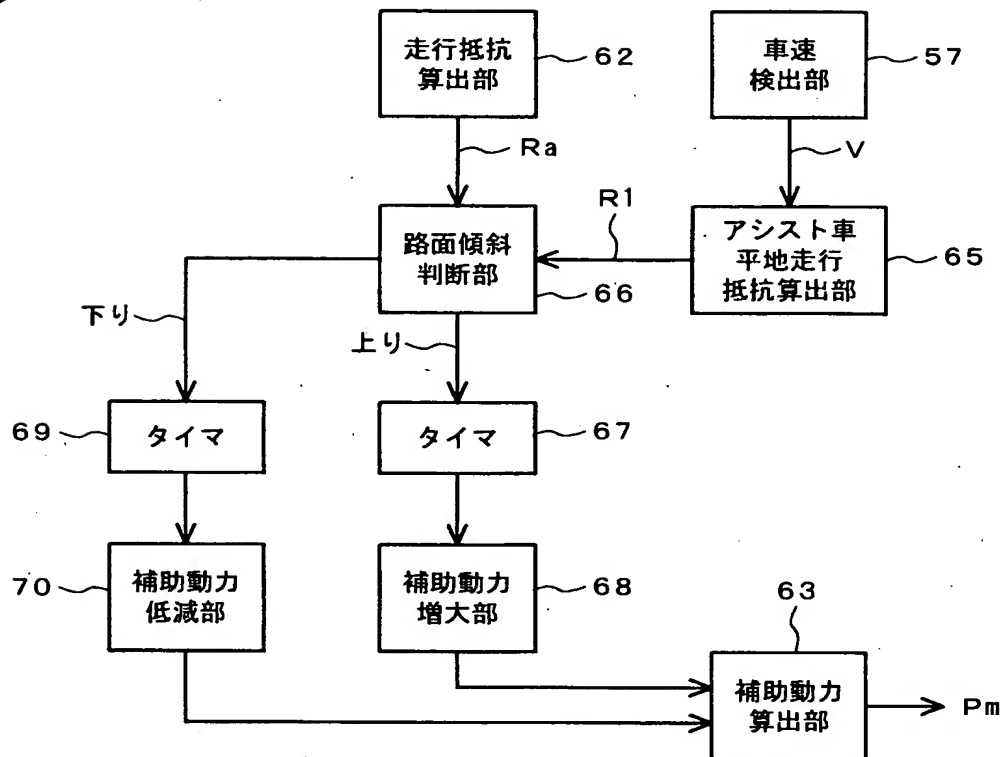 走行抵抗
算出部
62
車速
検出部
57
Ra
V
R1
路面傾斜
判断部
66
アシスト車
平地走行
抵抗算出部
65
下り
上り
69
タイマ
タイマ
67
70
補助動力
低減部
補助動力
増大部
68
63
補助動力
算出部
Pm